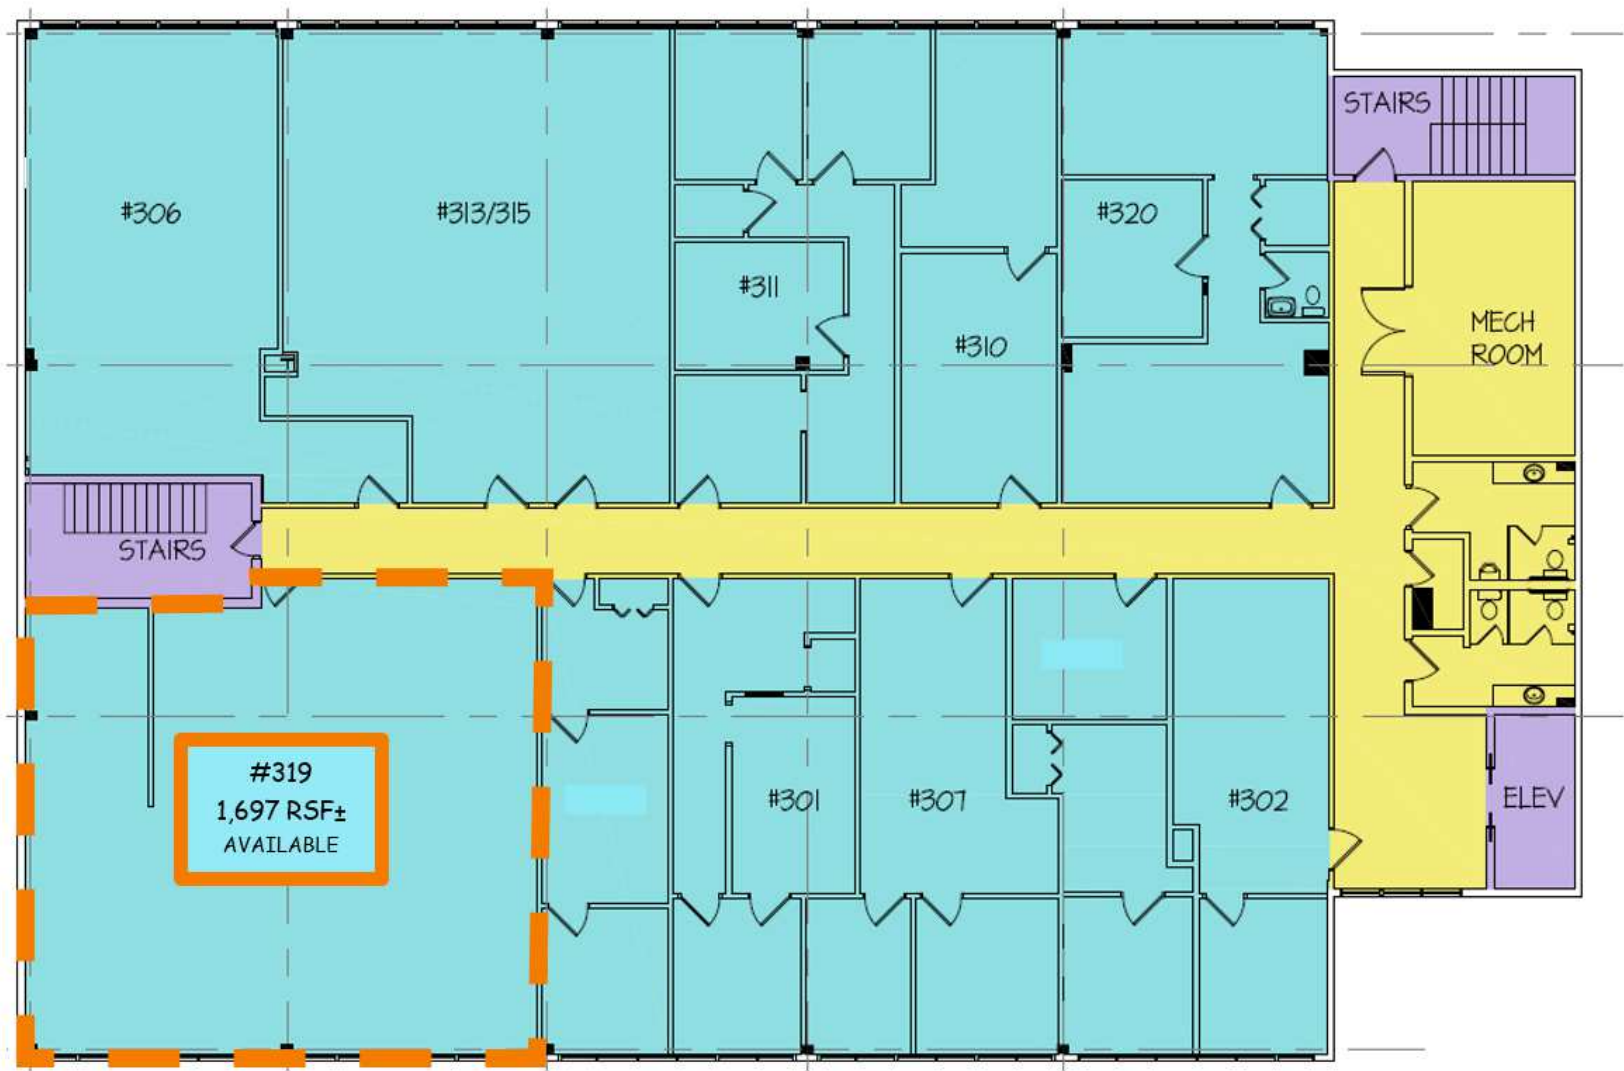 STAIRS
#306
#313/315
#320
#311
MECH
ROOM
#310
STAIRS
#319
1,697 RSF±
AVAILABLE
#301
#307
#302
ELEV